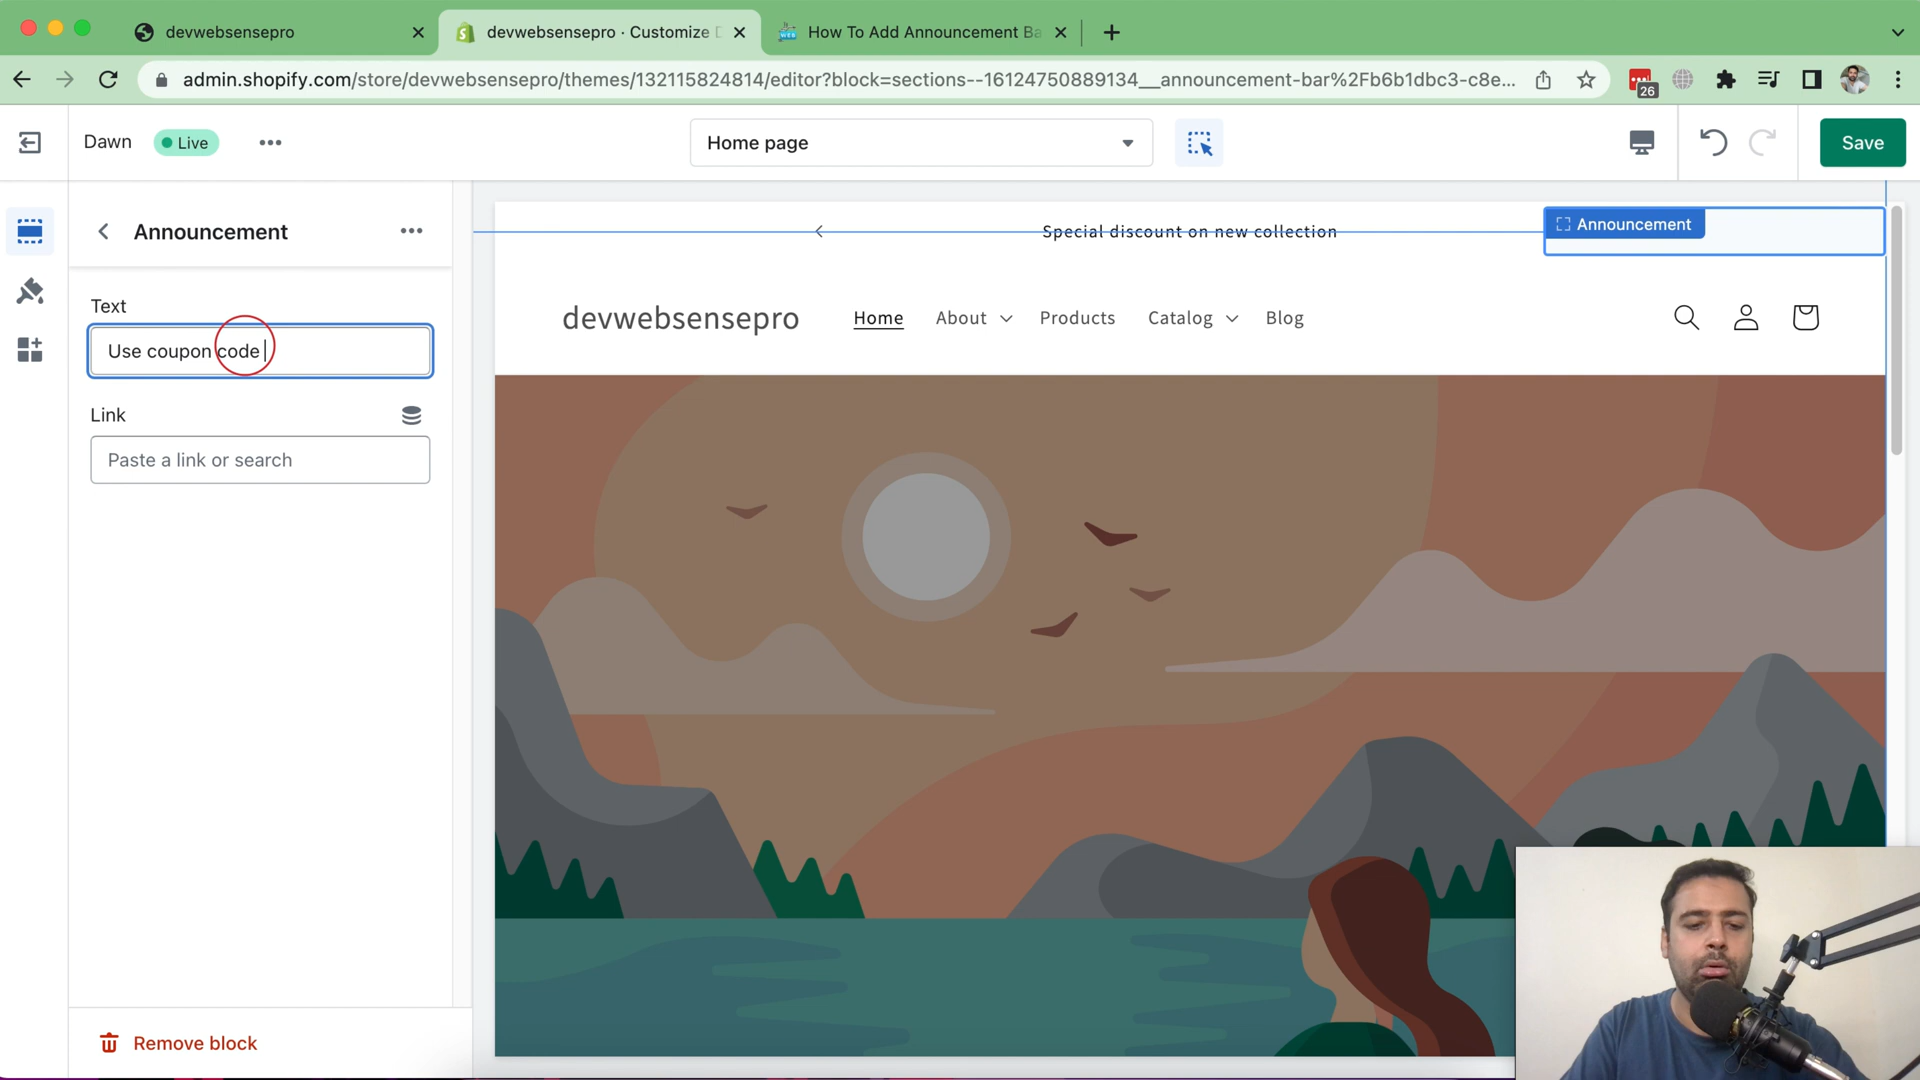 devwebsensepro
devwebsensepro · Customize D
How To Add Announcement Ba
admin.shopify.com/store/devwebsensepro/themes/132115824814/editor?block=sections--16124750889134__announcement-bar%2Fb6b1dbc3-c8e...
26
Dawn
Live
Home page
Save
Announcement
Special discount on new collection
Announcement
devwebsensepro
Home
About
Products
Catalog
Blog
Text
Use coupon code
Link
Paste a link or search
Remove block